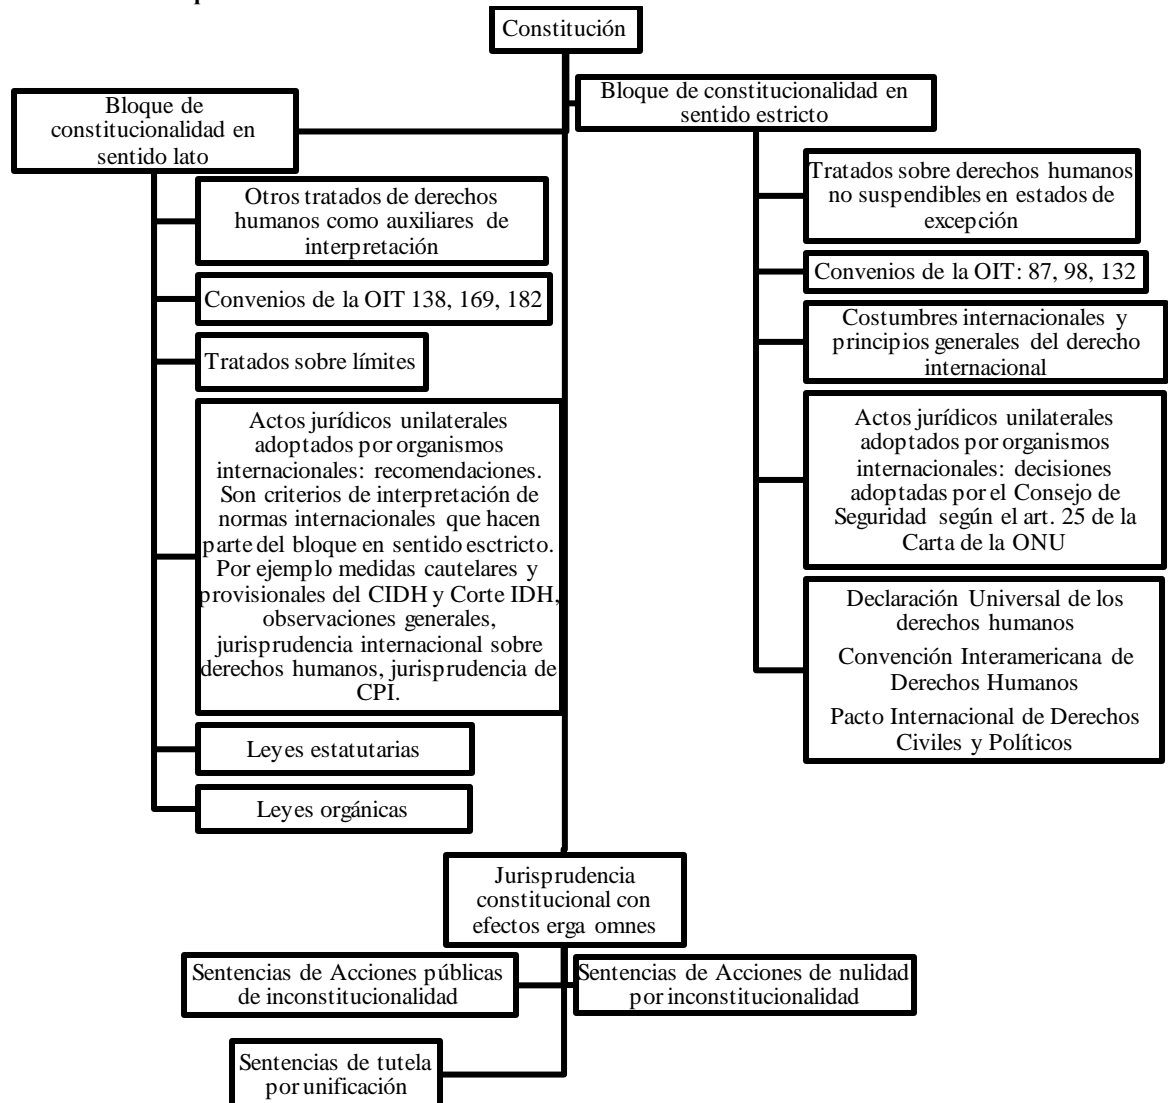 Constitución
Bloque de
constitucionalidad en
sentido lato
Bloque de constitucionalidad en
sentido estricto
Otros tratados de derechos
humanos como auxiliares de
interpretación
Convenios de la OIT 138, 169, 182
Tratados sobre límites
Actos jurídicos unilaterales
adoptados por organismos
internacionales: recomendaciones.
Son criterios de interpretación de
normas internacionales que hacen
parte del bloque en sentido esctricto.
Por ejemplo medidas cautelares y
provisionales del CIDH y Corte IDH,
observaciones generales,
jurisprudencia internacional sobre
derechos humanos, jurisprudencia de
CPI.
Leyes estatutarias
Leyes orgánicas
Tratados sobre derechos humanos
no suspendibles en estados de
excepción
Convenios de la OIT: 87, 98, 132
Costumbres internacionales y
principios generales del derecho
internacional
Actos jurídicos unilaterales
adoptados por organismos
internacionales: decisiones
adoptadas por el Consejo de
Seguridad según el art. 25 de la
Carta de la ONU
Declaración Universal de los
derechos humanos
Convención Interamericana de
Derechos Humanos
Pacto Internacional de Derechos
Civiles y Políticos
Jurisprudencia
constitucional con
efectos erga omnes
Sentencias de Acciones públicas
de inconstitucionalidad
Sentencias de Acciones de nulidad
por inconstitucionalidad
Sentencias de tutela
por unificación